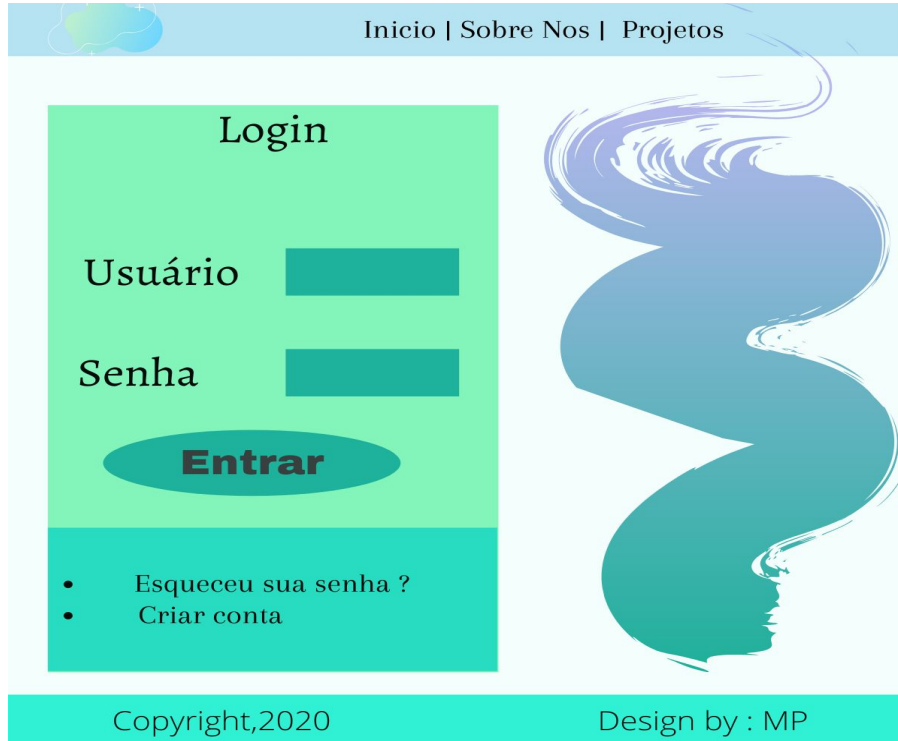 Inicio | Sobre Nos | Projetos
Login
Usuário
Senha
Entrar
• Esqueceu sua senha ?
• Criar conta
Copyright,2020 Design by : MP